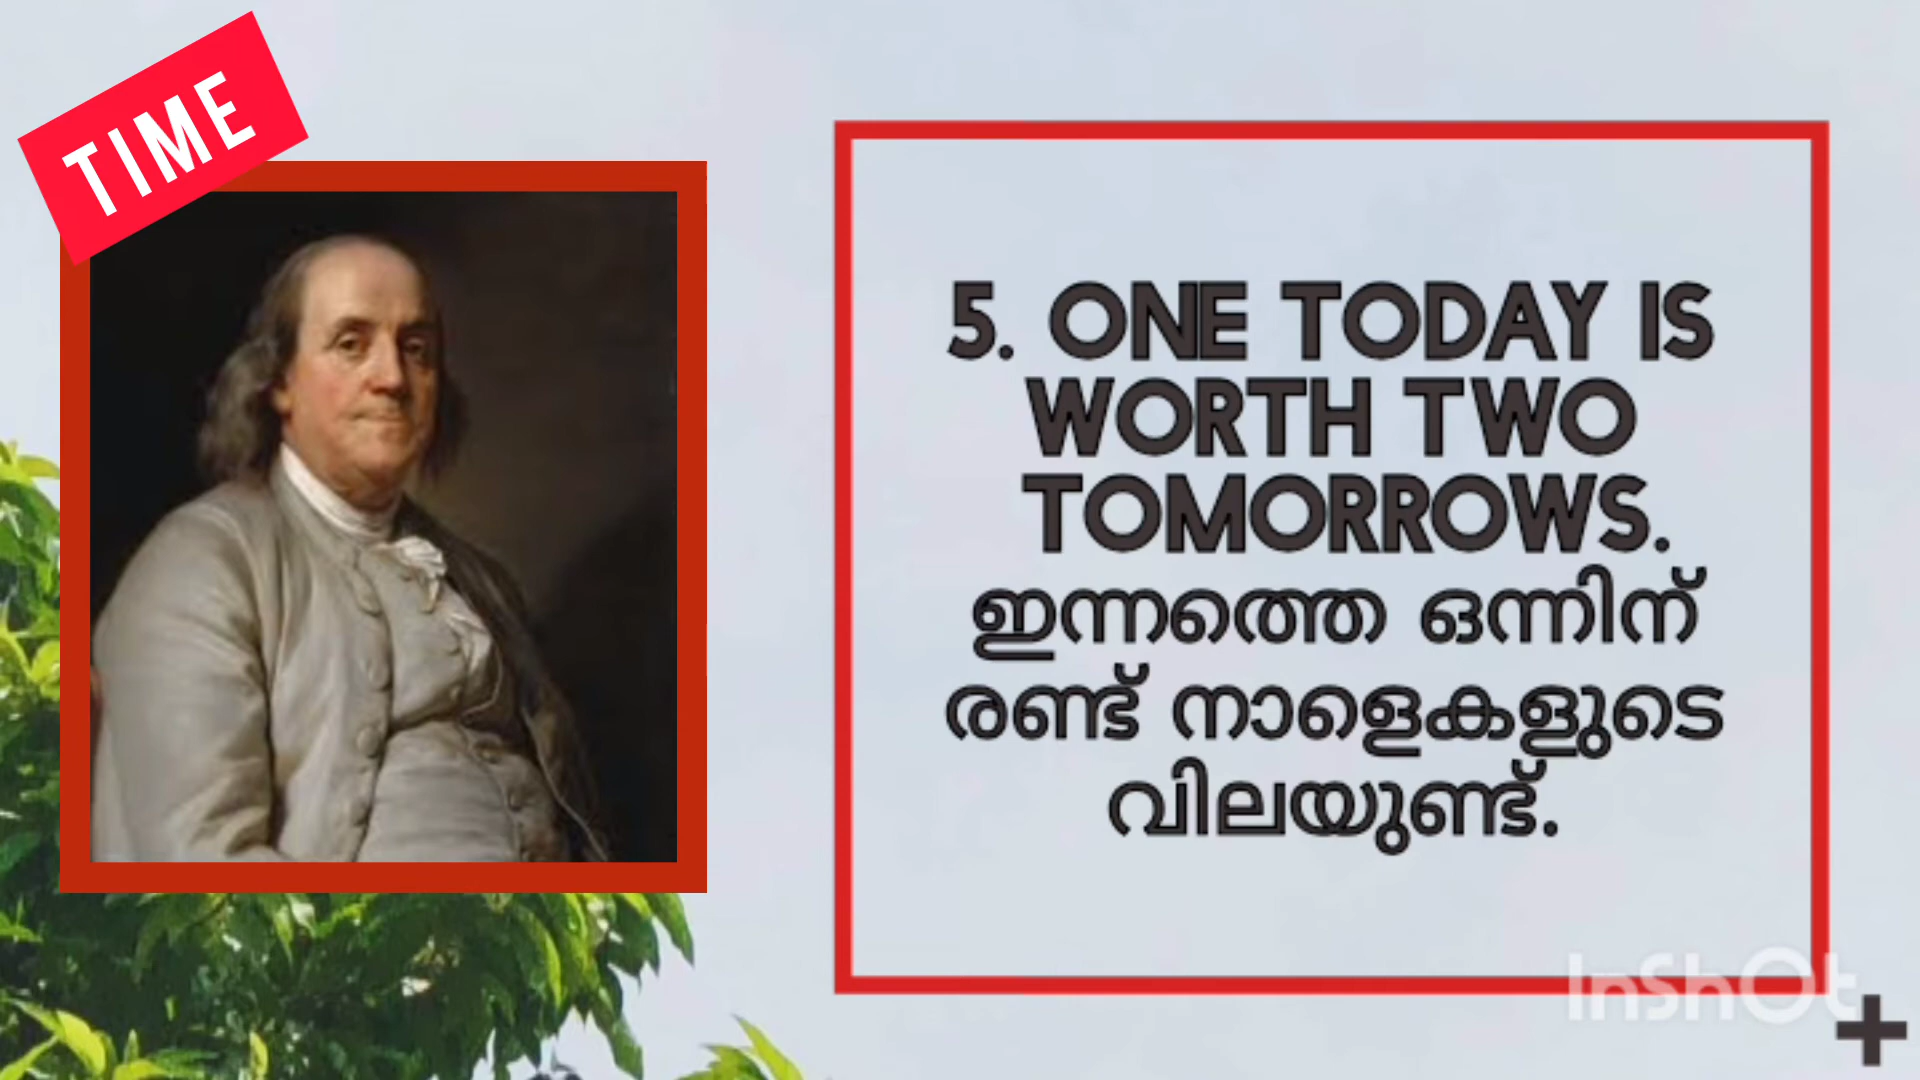 TIME
5. ONE TODAY IS
WORTH TWO
TOMORROWS.
ഇന്നത്തെ ഒന്നിന്
രണ്ട് നാളെകളുടെ
വിലയുണ്ട്.
InShOt